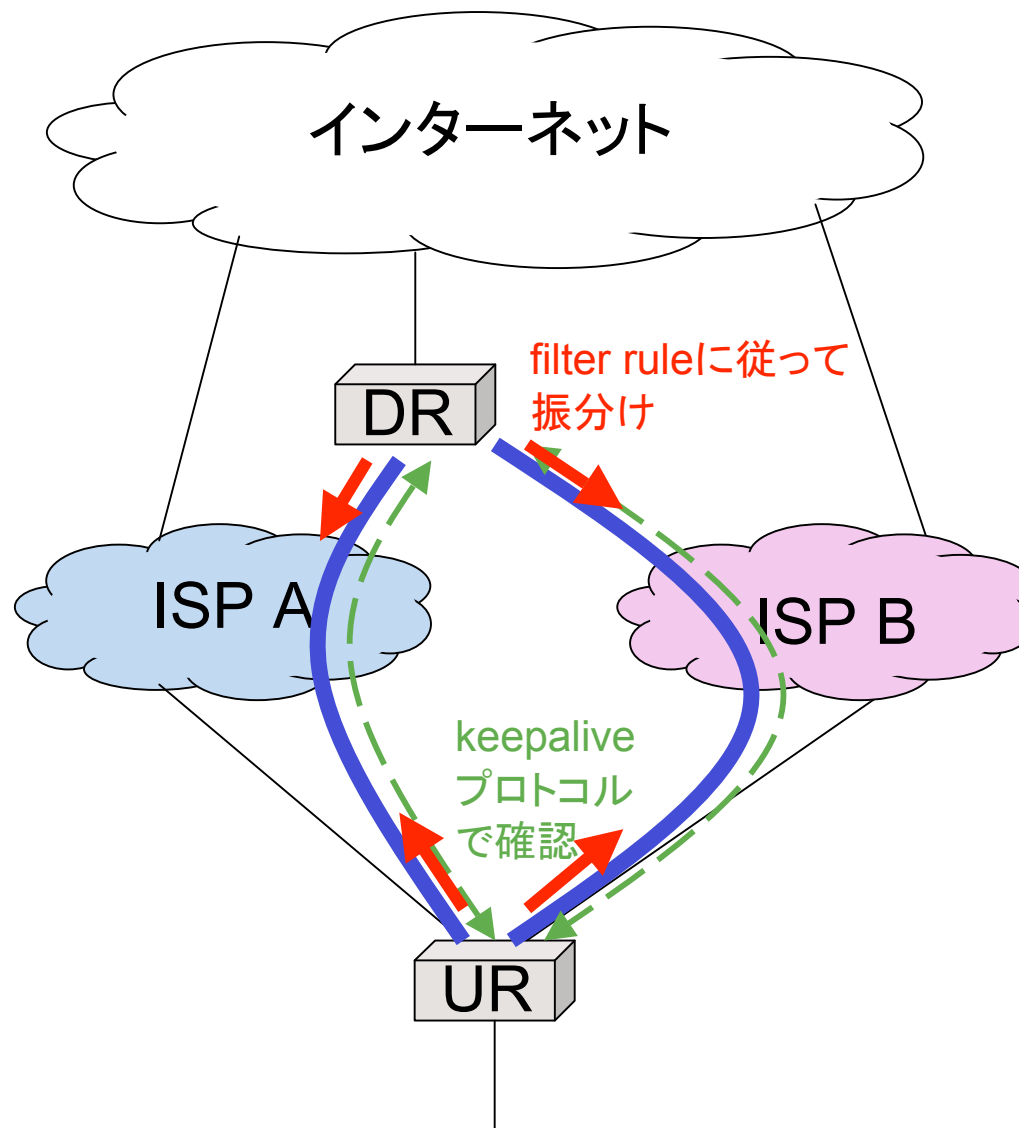 インターネット
filter ruleに従って
振分け
DR
ISP A
ISP B
keepalive
プロトコル
で確認
UR